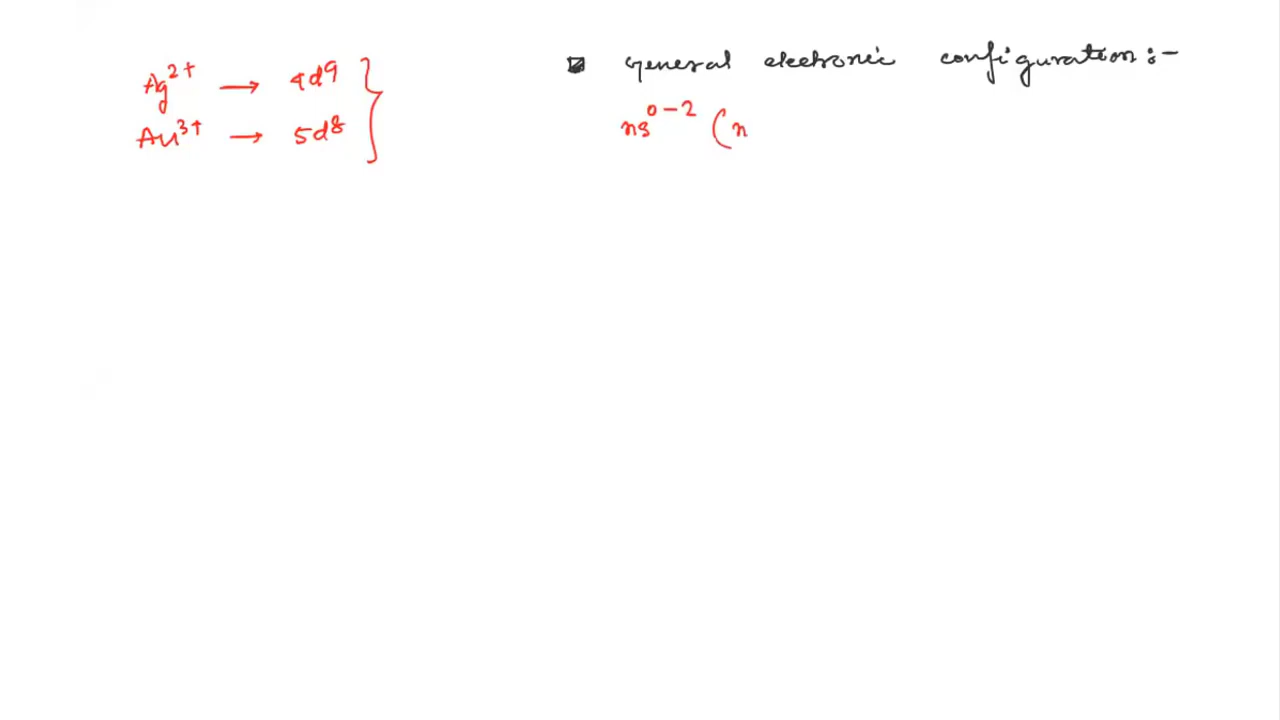 Ag²⁺ → 4d⁹
Au³⁺ → 5d⁸
General electronic configuration:-
ns⁰⁻² (n